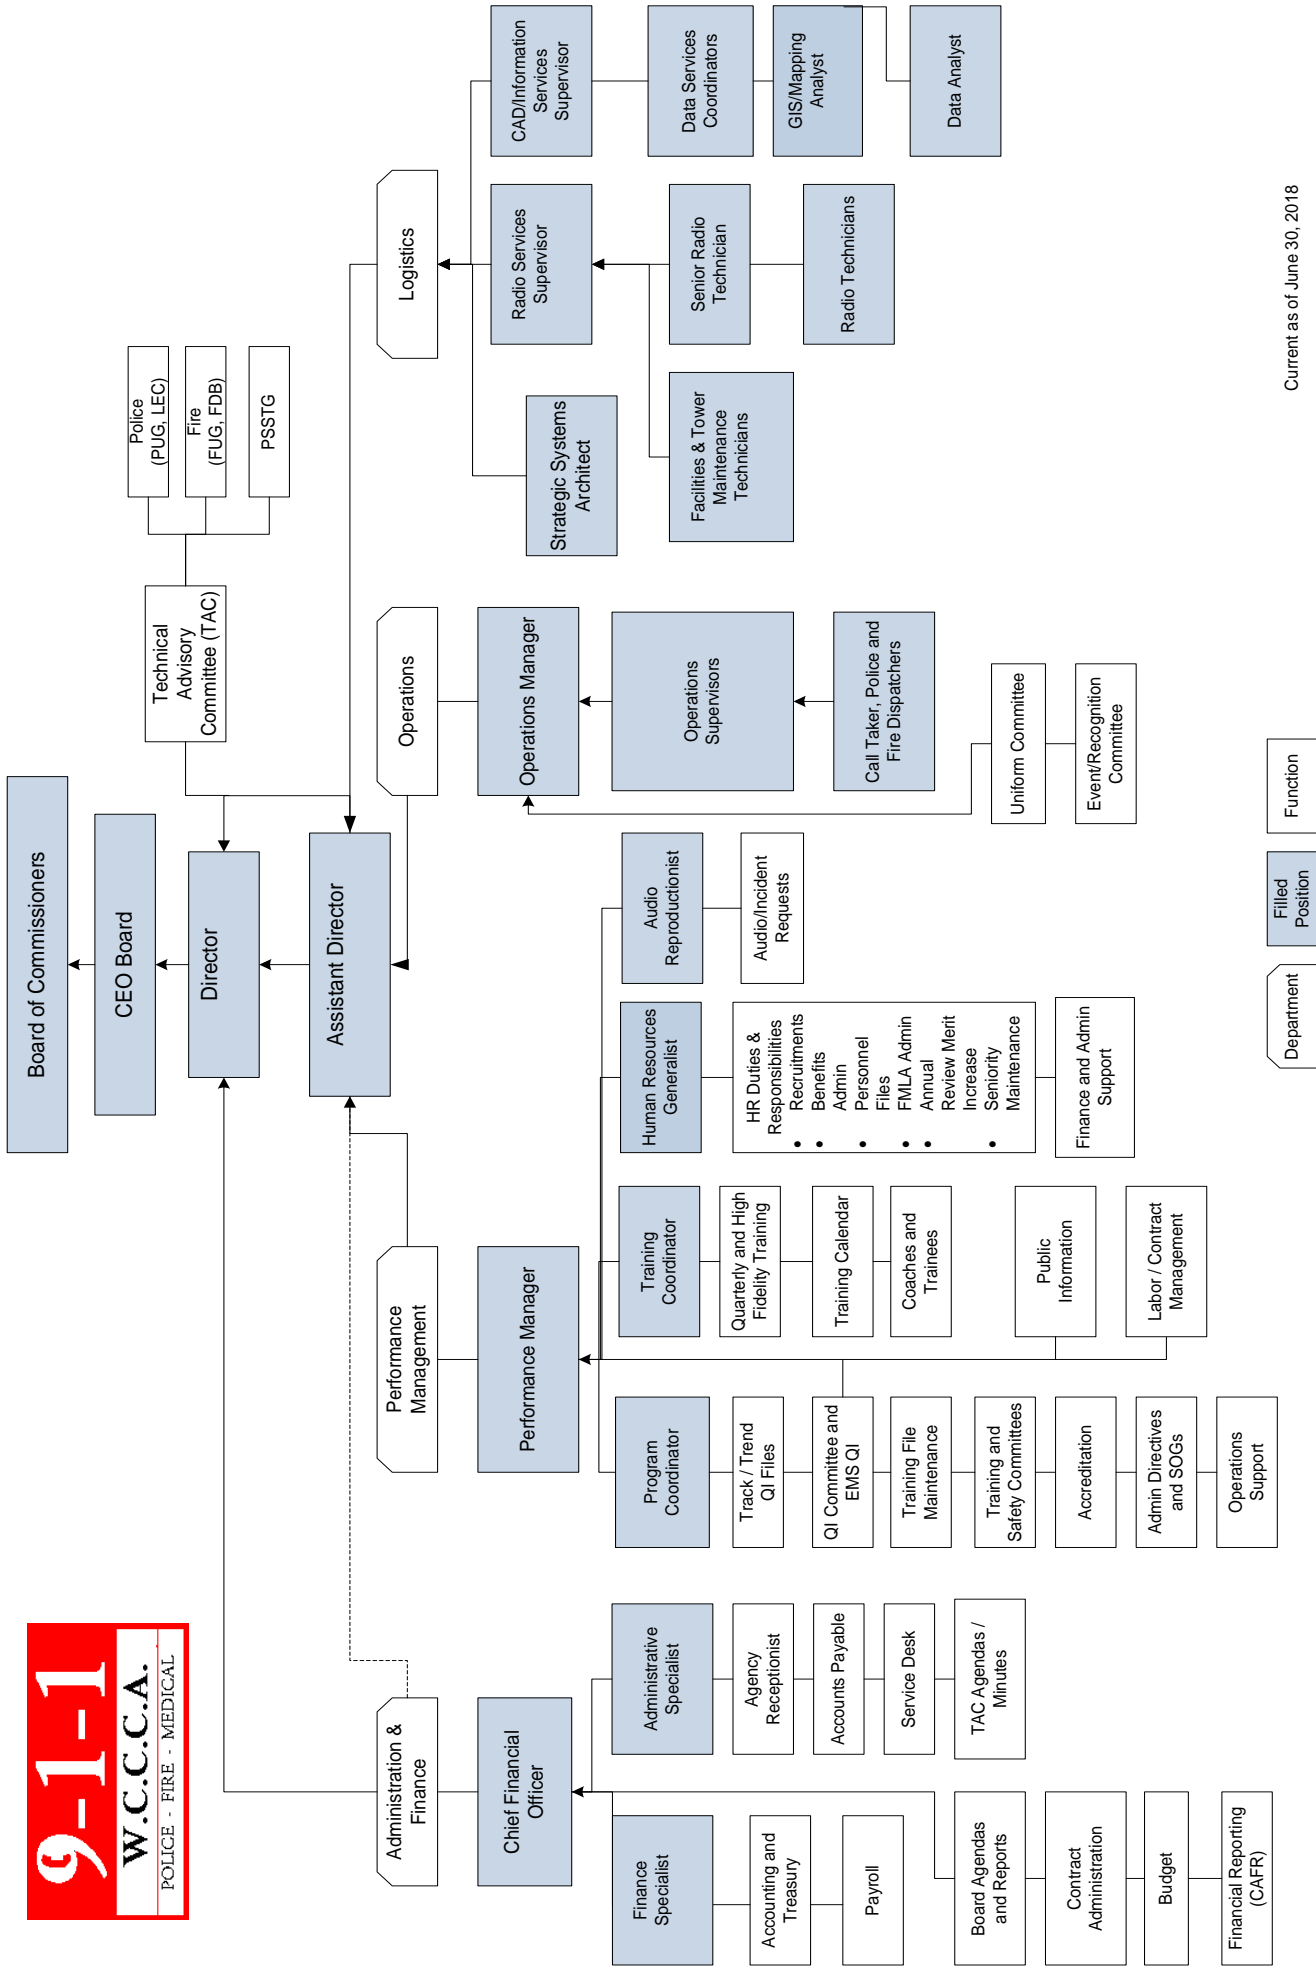 9-1-1
W.C.C.C.A.
POLICE - FIRE - MEDICAL
Board of Commissioners
CEO Board
Director
Assistant Director
Technical
Advisory
Committee (TAC)
Police
(PUG, LEC)
Fire
(FUG, FDB)
PSSTG
Administration &
Finance
Performance
Management
Operations
Logistics
Chief Financial
Officer
Finance
Specialist
Accounting and
Treasury
Payroll
Administrative
Specialist
Agency
Receptionist
Accounts Payable
Service Desk
TAC Agendas /
Minutes
Board Agendas
and Reports
Contract
Administration
Budget
Financial Reporting
(CAFR)
Performance Manager
Program
Coordinator
Track / Trend
QI Files
QI Committee and
EMS QI
Training File
Maintenance
Training and
Safety Committees
Accreditation
Admin Directives
and SOGs
Operations
Support
Training
Coordinator
Quarterly and High
Fidelity Training
Training Calendar
Coaches and
Trainees
Public
Information
Labor / Contract
Management
Human Resources
Generalist
HR Duties &
Responsibilities
• Recruitments
• Benefits
Admin
• Personnel
Files
• FMLA Admin
• Annual
Review Merit
Increase
• Seniority
Maintenance
Finance and Admin
Support
Audio
Reproductionist
Audio/Incident
Requests
Operations Manager
Operations
Supervisors
Call Taker, Police and
Fire Dispatchers
Uniform Committee
Event/Recognition
Committee
Strategic Systems
Architect
Radio Services
Supervisor
Facilities & Tower
Maintenance
Technicians
Senior Radio
Technician
Radio Technicians
CAD/Information
Services
Supervisor
Data Services
Coordinators
GIS/Mapping
Analyst
Data Analyst
Department
Filled
Position
Function
Current as of June 30, 2018